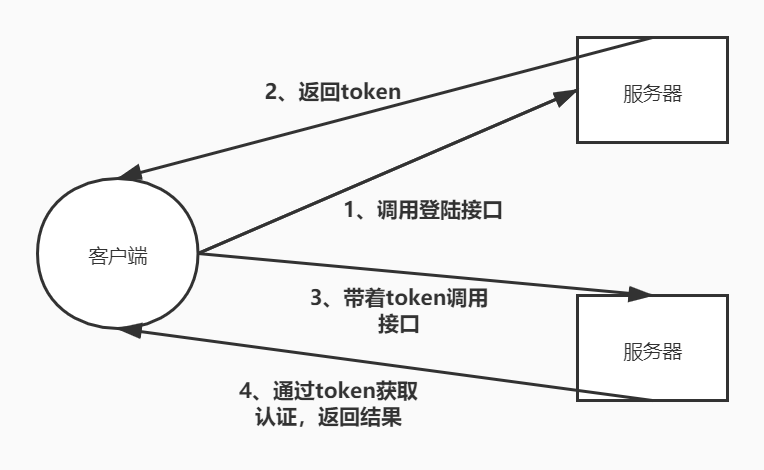 2、返回token
服务器
1、调用登陆接口
客户端
3、带着token调用
接口
服务器
4、通过token获取
认证，返回结果